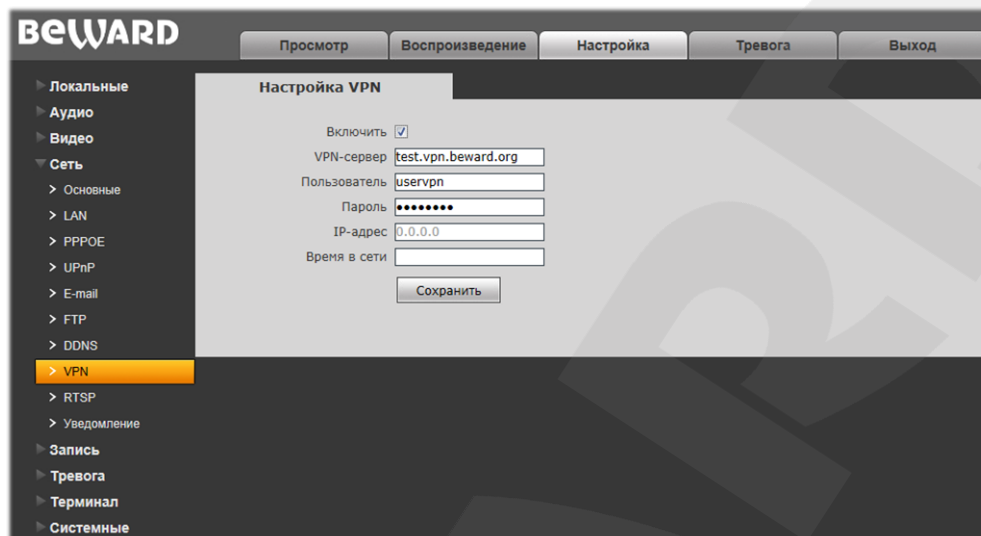 BEWARD
Просмотр
Воспроизведение
Настройка
Тревога
Выход
Локальные
Аудио
Видео
Сеть
Основные
LAN
PPPOE
UPnP
E-mail
FTP
DDNS
VPN
RTSP
Уведомление
Запись
Тревога
Терминал
Системные
Настройка VPN
Включить
VPN-сервер test.vpn.beward.org
Пользователь uservpn
Пароль ••••••••
IP-адрес 0.0.0.0
Время в сети
Сохранить